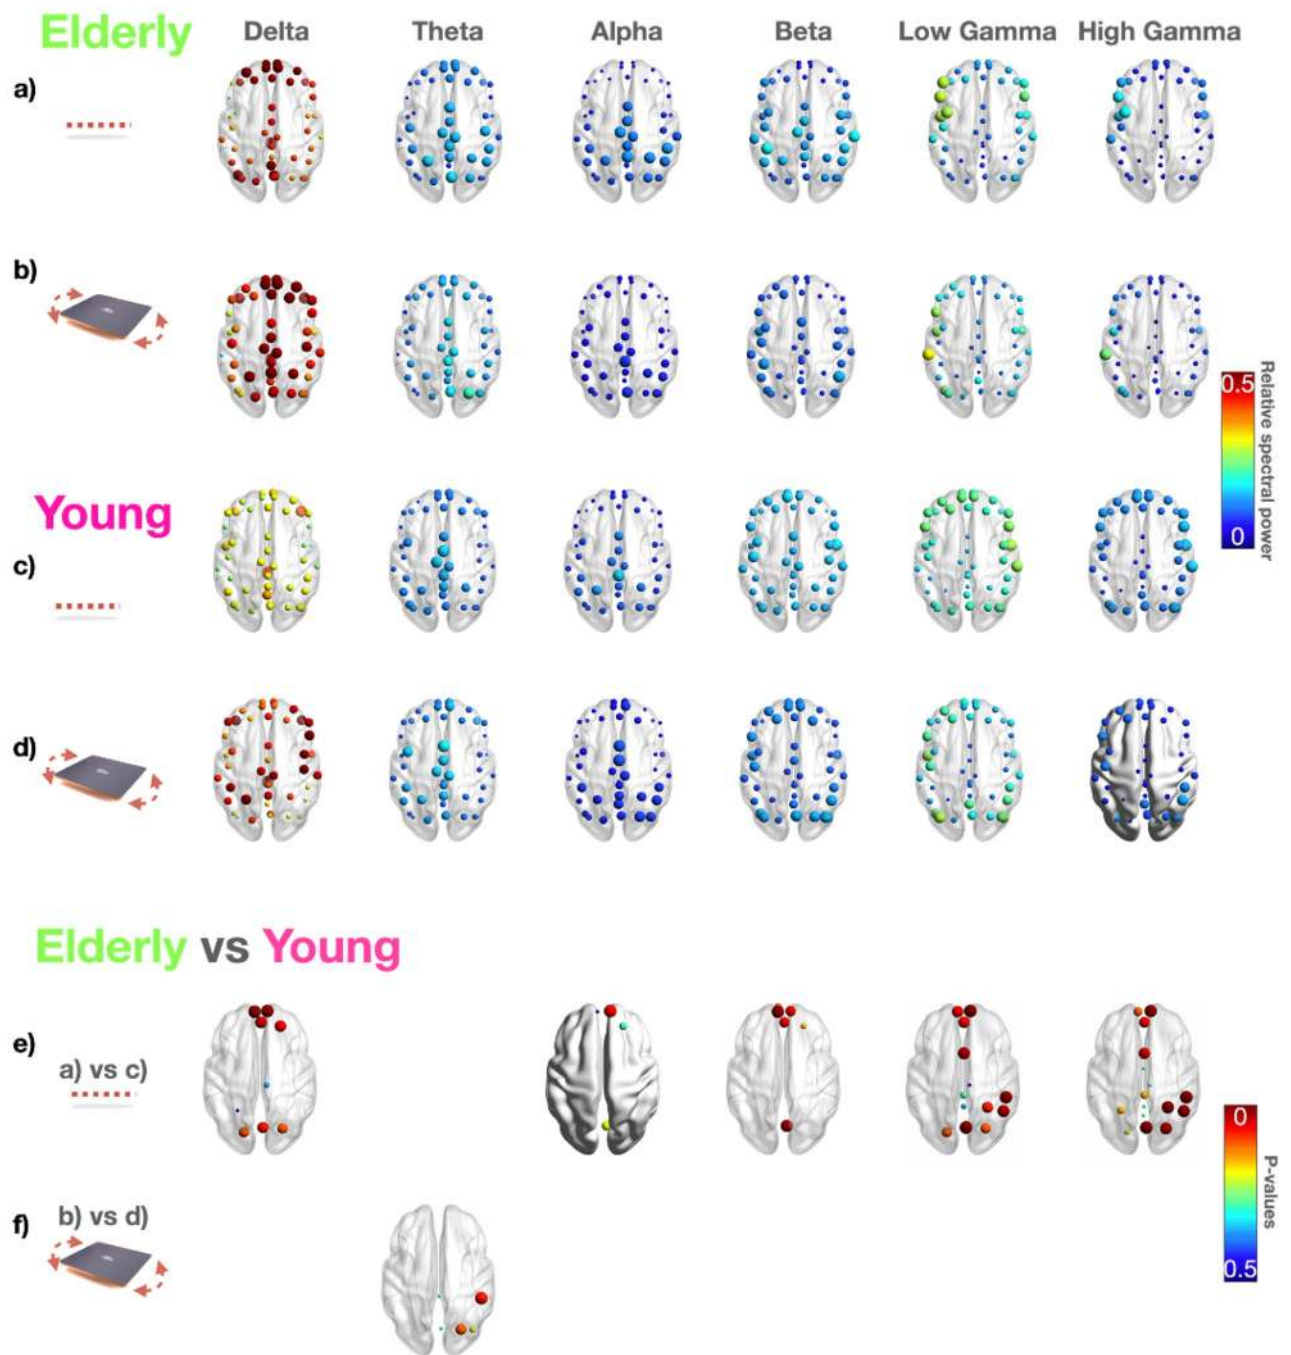 Elderly
Delta Theta Alpha Beta Low Gamma High Gamma
a)
b)
0.5
Relative spectral power
0
Young
c)
d)
Elderly vs Young
e)
a) vs c)
0
P-values
0.5
f)
b) vs d)